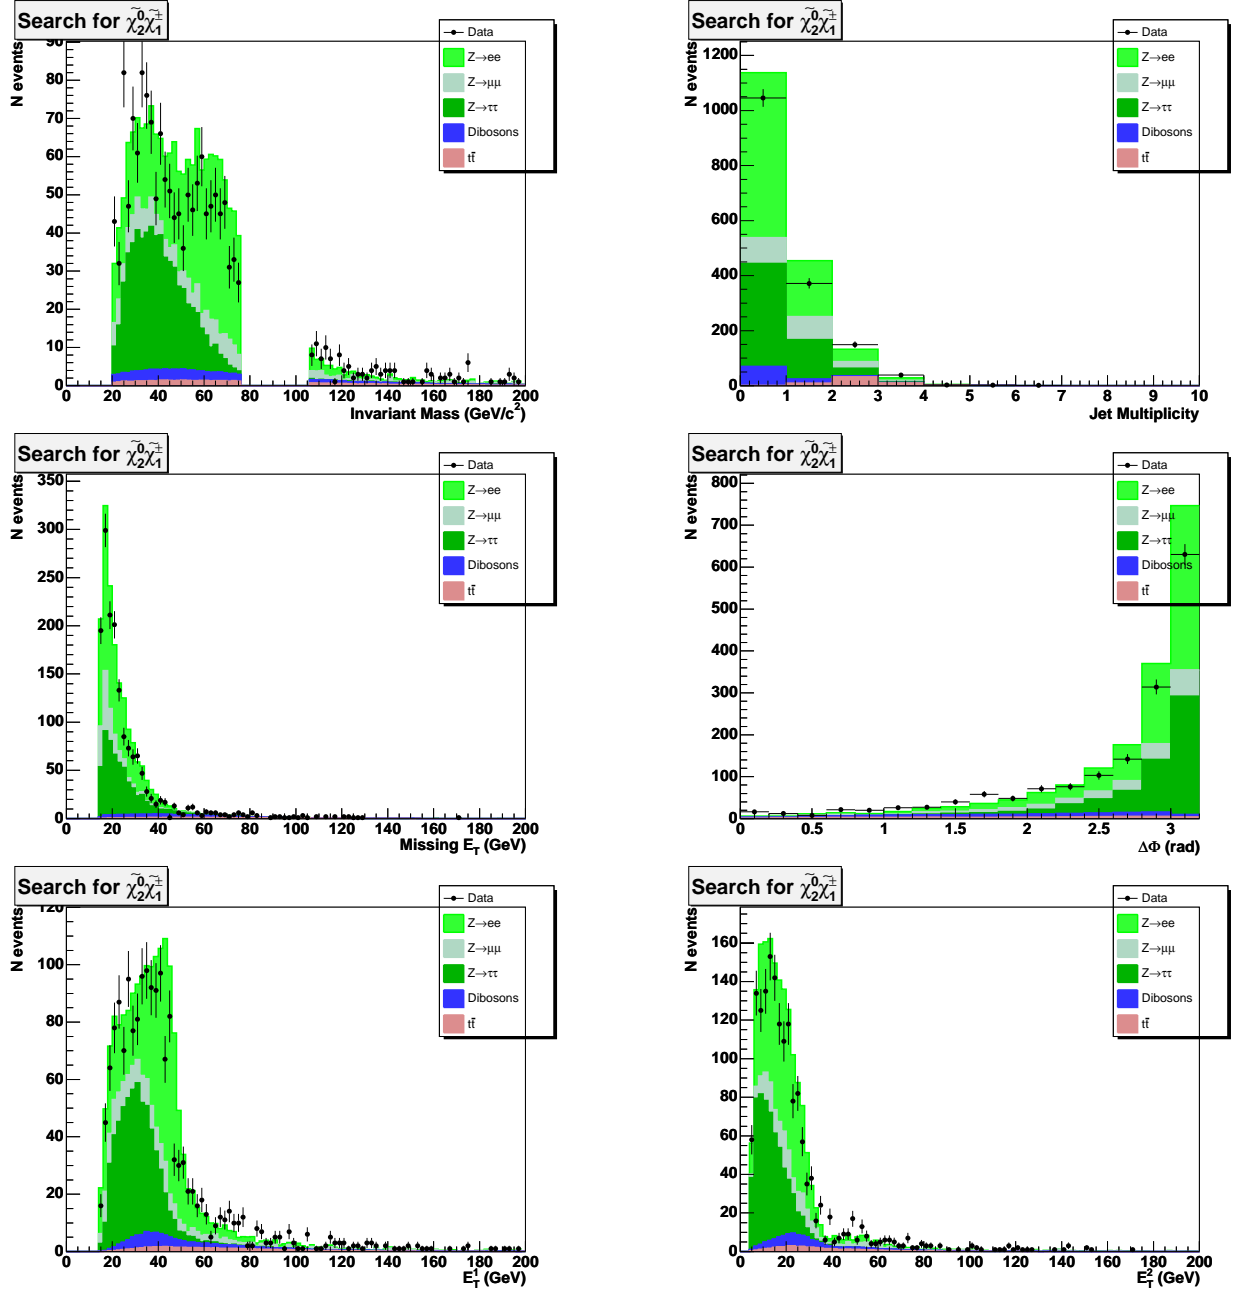 Search for χ̃⁰₂χ̃±₁
N events
90
80
70
60
50
40
30
20
10
0
0 20 40 60 80 100 120 140 160 180 200
Invariant Mass (GeV/c²)
Data
Z→ee
Z→μμ
Z→ττ
Dibosons
tt̄
Search for χ̃⁰₂χ̃±₁
N events
1200
1000
800
600
400
200
0
0 1 2 3 4 5 6 7 8 9 10
Jet Multiplicity
Data
Z→ee
Z→μμ
Z→ττ
Dibosons
tt̄
Search for χ̃⁰₂χ̃±₁
N events
350
300
250
200
150
100
50
0
0 20 40 60 80 100 120 140 160 180 200
Missing E_T (GeV)
Data
Z→ee
Z→μμ
Z→ττ
Dibosons
tt̄
Search for χ̃⁰₂χ̃±₁
N events
800
700
600
500
400
300
200
100
0
0 0.5 1 1.5 2 2.5 3
ΔΦ (rad)
Data
Z→ee
Z→μμ
Z→ττ
Dibosons
tt̄
Search for χ̃⁰₂χ̃±₁
N events
120
100
80
60
40
20
0
0 20 40 60 80 100 120 140 160 180 200
E¹_T (GeV)
Data
Z→ee
Z→μμ
Z→ττ
Dibosons
tt̄
Search for χ̃⁰₂χ̃±₁
N events
160
140
120
100
80
60
40
20
0
0 20 40 60 80 100 120 140 160 180 200
E²_T (GeV)
Data
Z→ee
Z→μμ
Z→ττ
Dibosons
tt̄